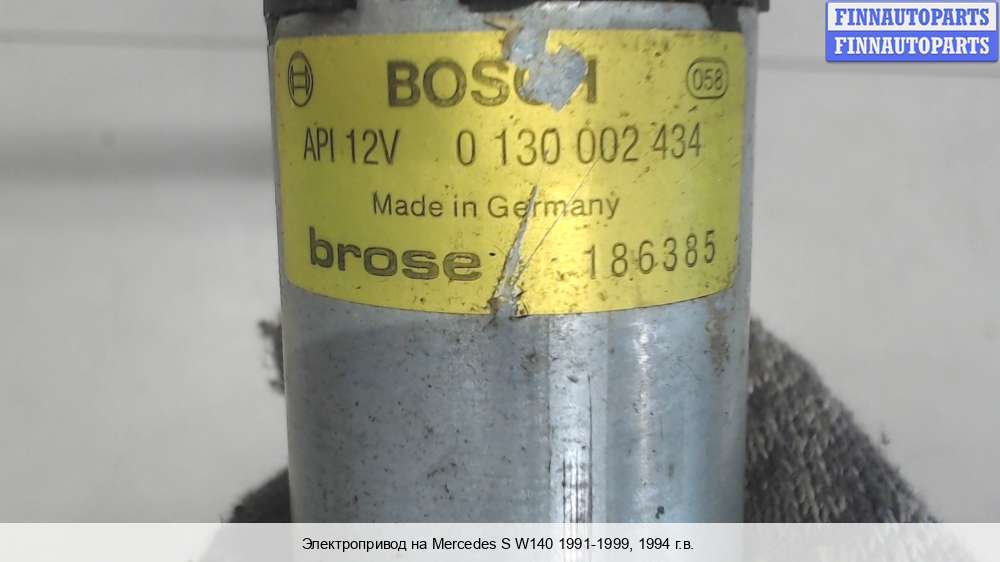 FINNAUTOPARTS
FINNAUTOPARTS
BOSCH 058
API 12V 0 130 002 434
Made in Germany
brose 186385
Электропривод на Mercedes S W140 1991-1999, 1994 г.в.